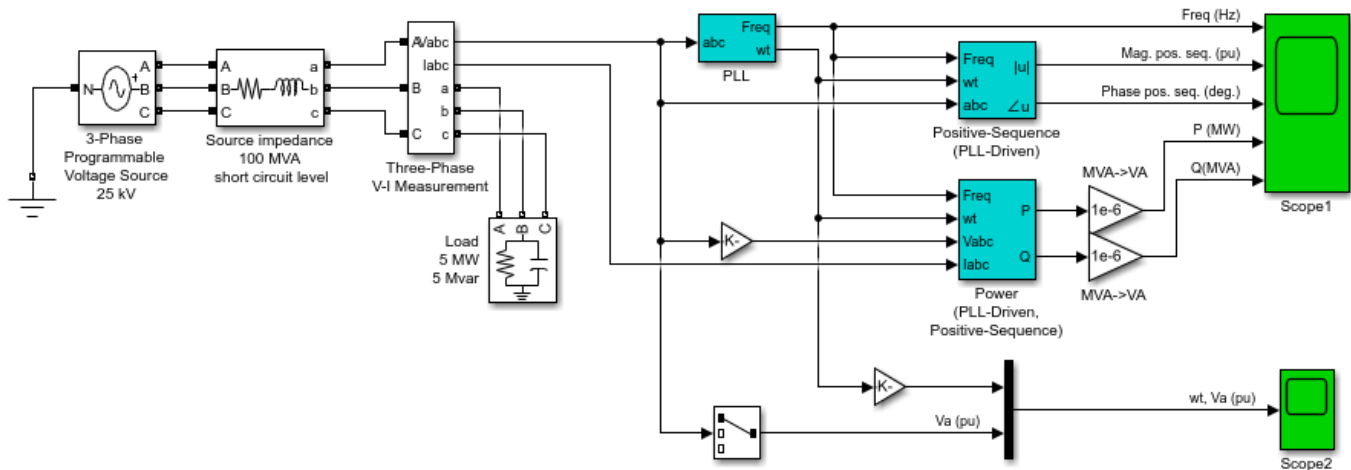 N
A
B
C
3-Phase
Programmable
Voltage Source
25 kV
A
B
C
a
b
c
Source impedance
100 MVA
short circuit level
A
B
C
Vabc
Iabc
a
b
c
Three-Phase
V-I Measurement
A
B
C
Load
5 MW
5 Mvar
abc
Freq
wt
PLL
Freq
wt
abc
|u|
∠u
Positive-Sequence
(PLL-Driven)
Freq
wt
Vabc
Iabc
P
Q
Power
(PLL-Driven,
Positive-Sequence)
K-
MVA->VA
1e-6
1e-6
MVA->VA
Freq (Hz)
Mag. pos. seq. (pu)
Phase pos. seq. (deg.)
P (MW)
Q(MVA)
Scope1
K-
Va (pu)
wt, Va (pu)
Scope2